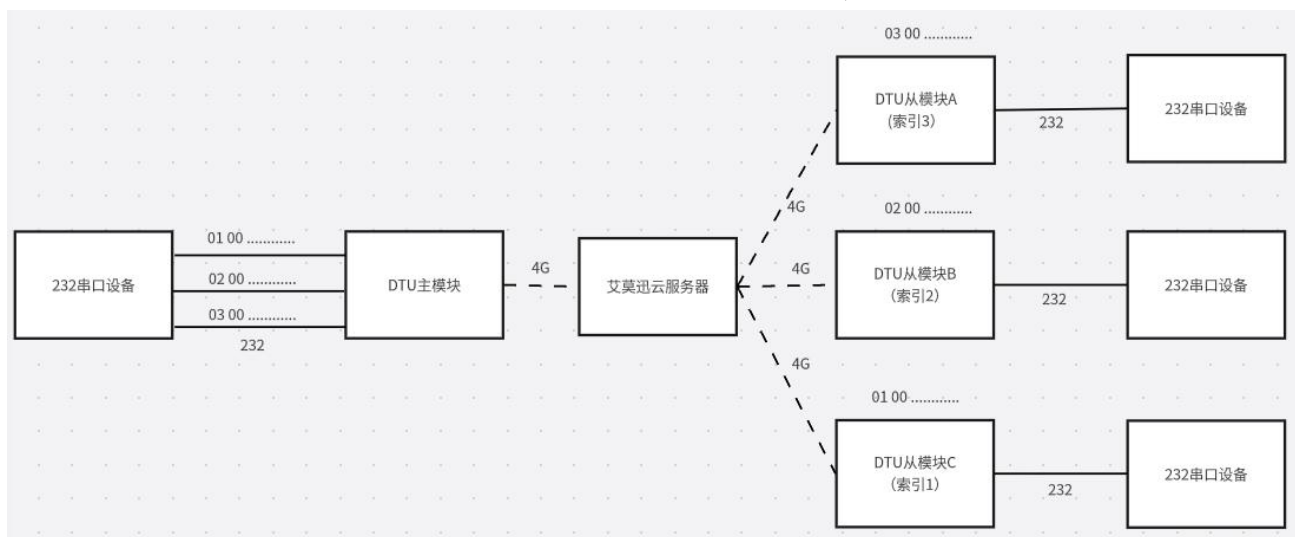 03 00 ............
DTU从模块A
(索引3）
232
232串口设备
4G
02 00 ............
01 00 ............
232串口设备
02 00 ............
03 00 ............
232
DTU主模块
4G
艾莫迅云服务器
4G
DTU从模块B
（索引2）
232
232串口设备
4G
01 00 ............
DTU从模块C
（索引1）
232
232串口设备